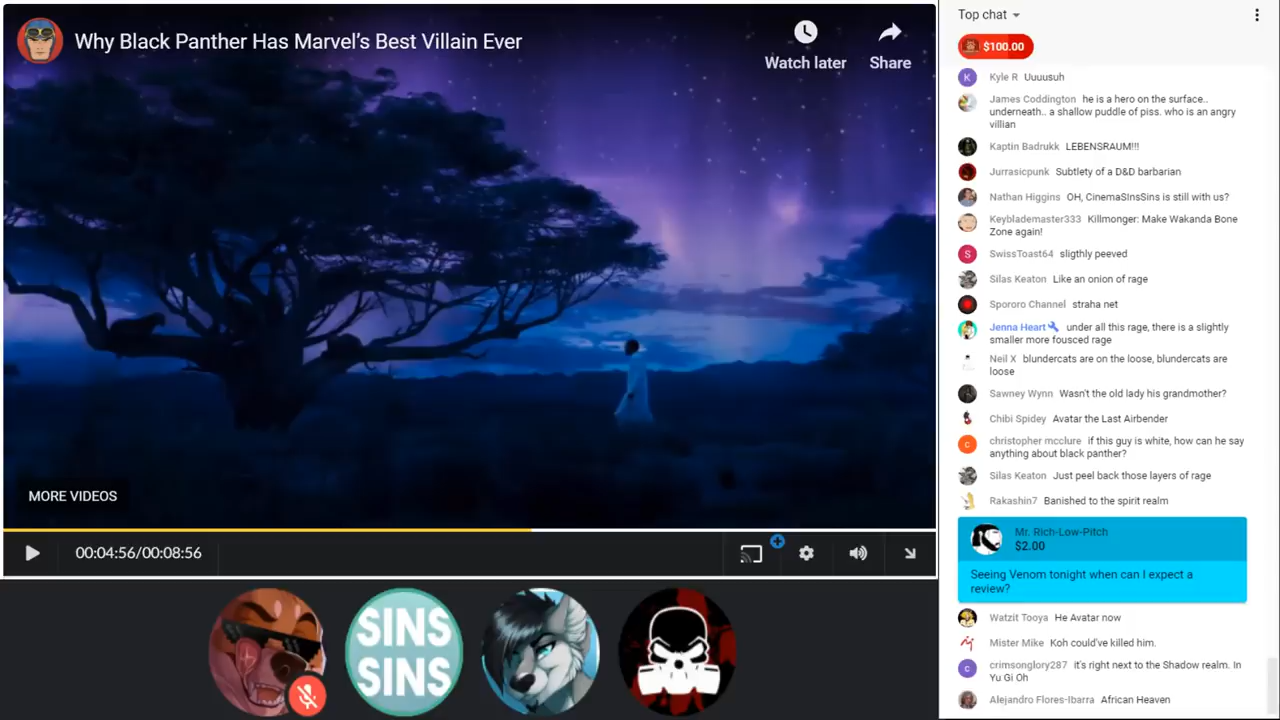 Why Black Panther Has Marvel's Best Villain Ever
Watch later
Share
MORE VIDEOS
00:04:56/00:08:56
SINS
SINS
Top chat
$100.00
K
Kyle R Uuuusuh
James Coddington he is a hero on the surface..
underneath.. a shallow puddle of piss. who is an angry
villian
Kaptin Badrukk LEBENSRAUM!!!
Jurrasicpunk Subtlety of a D&D barbarian
Nathan Higgins OH, CinemaSInsSins is still with us?
Keyblademaster333 Killmonger: Make Wakanda Bone
Zone again!
S
SwissToast64 sligthly peeved
Silas Keaton Like an onion of rage
Spororo Channel straha net
Jenna Heart under all this rage, there is a slightly
smaller more fousced rage
Neil X blundercats are on the loose, blundercats are
loose
Sawney Wynn Wasn't the old lady his grandmother?
Chibi Spidey Avatar the Last Airbender
c
christopher mcclure if this guy is white, how can he say
anything about black panther?
Silas Keaton Just peel back those layers of rage
Rakashin7 Banished to the spirit realm
Mr. Rich-Low-Pitch
$2.00
Seeing Venom tonight when can I expect a
review?
Watzit Tooya He Avatar now
Mister Mike Koh could've killed him.
c
crimsonglory287 it's right next to the Shadow realm. In
Yu Gi Oh
Alejandro Flores-Ibarra African Heaven